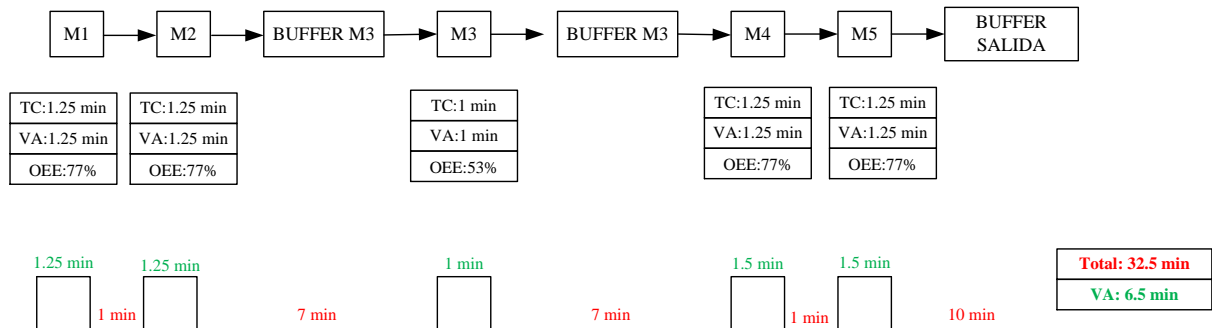 M1
M2
BUFFER M3
M3
BUFFER M3
M4
M5
BUFFER
SALIDA
TC:1.25 min
VA:1.25 min
OEE:77%
TC:1.25 min
VA:1.25 min
OEE:77%
TC:1 min
VA:1 min
OEE:53%
TC:1.25 min
VA:1.25 min
OEE:77%
TC:1.25 min
VA:1.25 min
OEE:77%
1.25 min
1 min
1.25 min
7 min
1 min
7 min
1.5 min
1 min
1.5 min
10 min
Total: 32.5 min
VA: 6.5 min